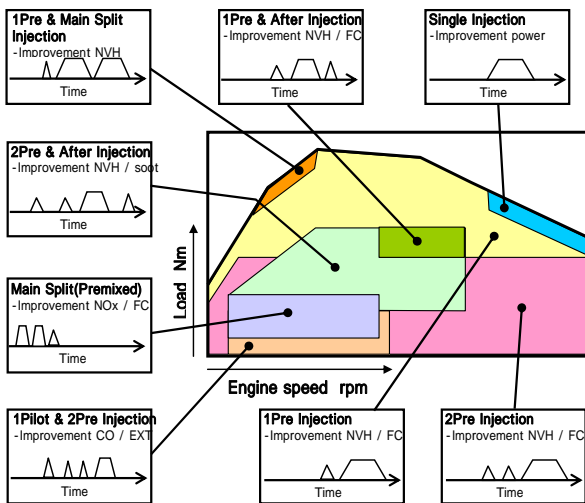 1Pre & Main Split
Injection
-Improvement NVH
Time
1Pre & After Injection
-Improvement NVH / FC
Time
Single Injection
-Improvement power
Time
2Pre & After Injection
-Improvement NVH / soot
Time
Main Split(Premixed)
-Improvement NOx / FC
Time
Load Nm
Engine speed rpm
1Pilot & 2Pre Injection
-Improvement CO / EXT
Time
1Pre Injection
-Improvement NVH / FC
Time
2Pre Injection
-Improvement NVH / FC
Time